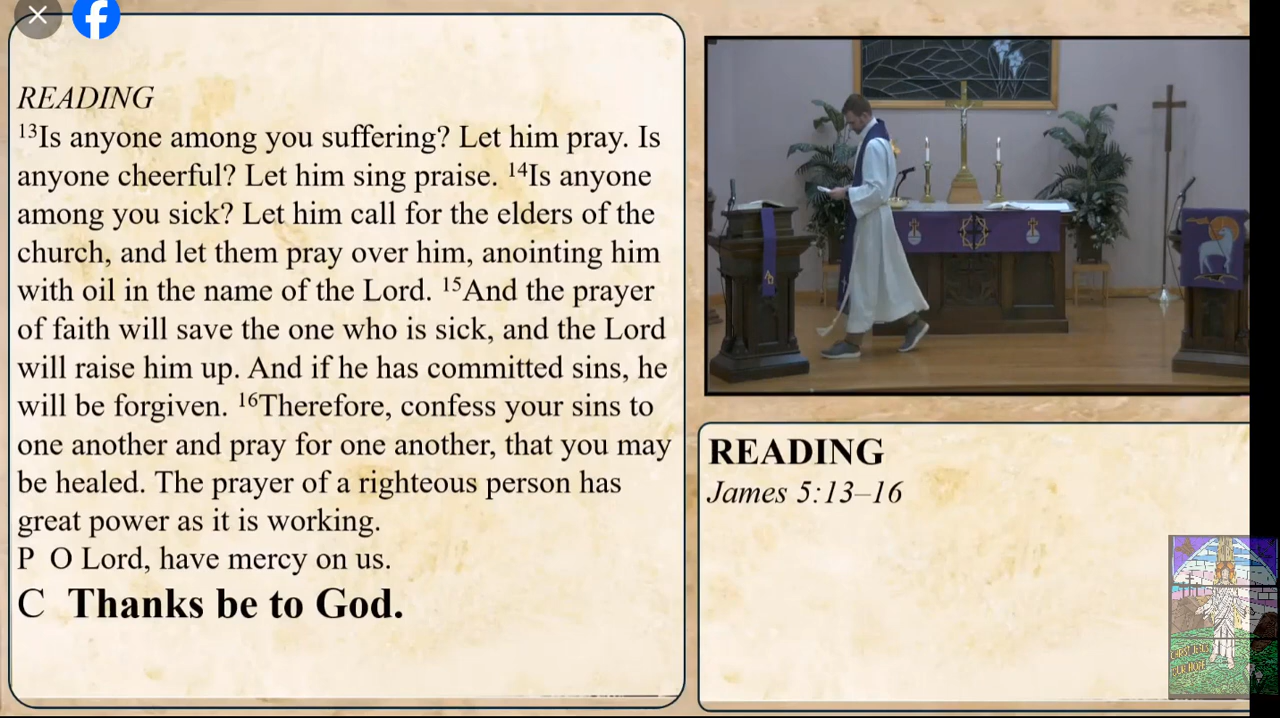 READING
¹³Is anyone among you suffering? Let him pray. Is
anyone cheerful? Let him sing praise. ¹⁴Is anyone
among you sick? Let him call for the elders of the
church, and let them pray over him, anointing him
with oil in the name of the Lord. ¹⁵And the prayer
of faith will save the one who is sick, and the Lord
will raise him up. And if he has committed sins, he
will be forgiven. ¹⁶Therefore, confess your sins to
one another and pray for one another, that you may
be healed. The prayer of a righteous person has
great power as it is working.
P O Lord, have mercy on us.
C Thanks be to God.
READING
James 5:13–16
CHRIST JESUS
OUR HOPE